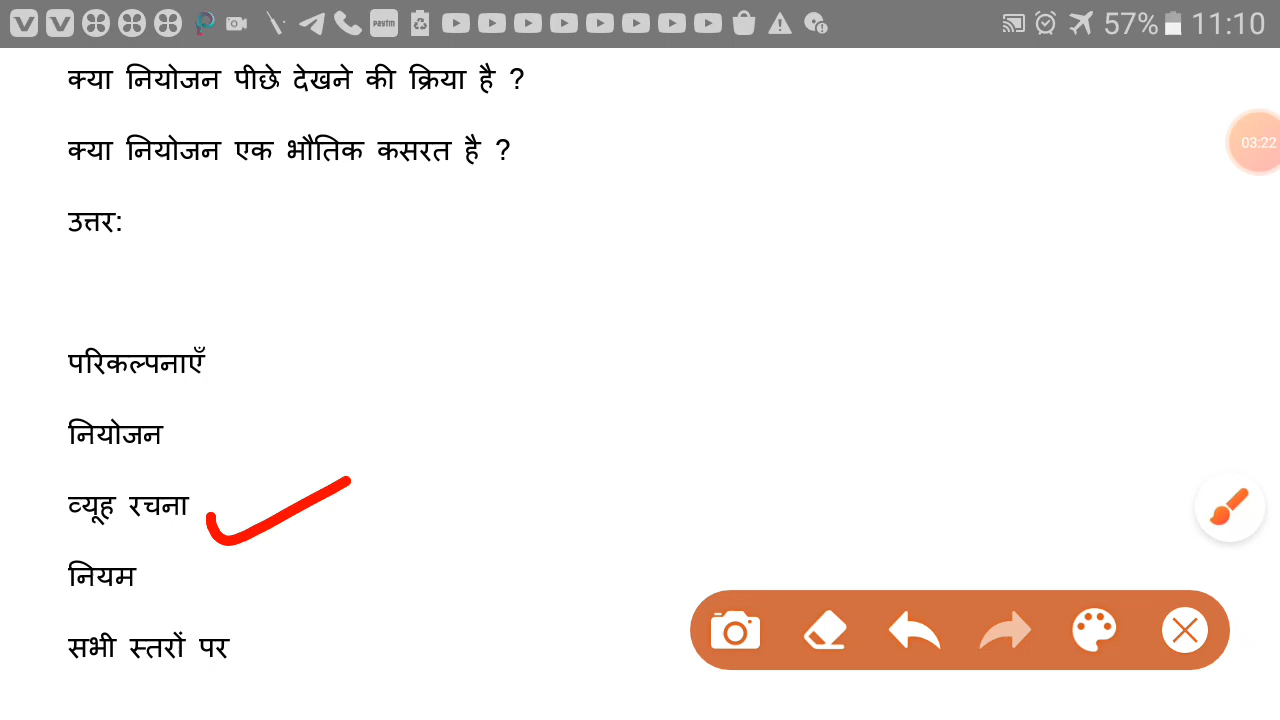 57% 11:10
क्या नियोजन पीछे देखने की क्रिया है ?
03:22
क्या नियोजन एक भौतिक कसरत है ?
उत्तर:
परिकल्पनाएँ
नियोजन
व्यूह रचना
नियम
सभी स्तरों पर